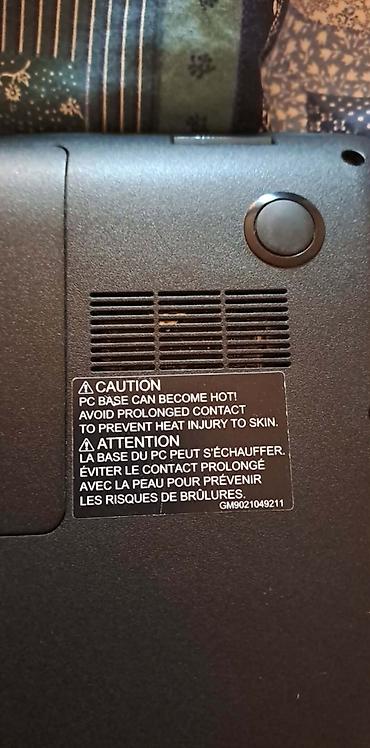 ⚠ CAUTION
PC BASE CAN BECOME HOT!
AVOID PROLONGED CONTACT
TO PREVENT HEAT INJURY TO SKIN.
⚠ ATTENTION
LA BASE DU PC PEUT S'ÉCHAUFFER.
ÉVITER LE CONTACT PROLONGÉ
AVEC LA PEAU POUR PRÉVENIR
LES RISQUES DE BRÛLURES.
GM9021049211